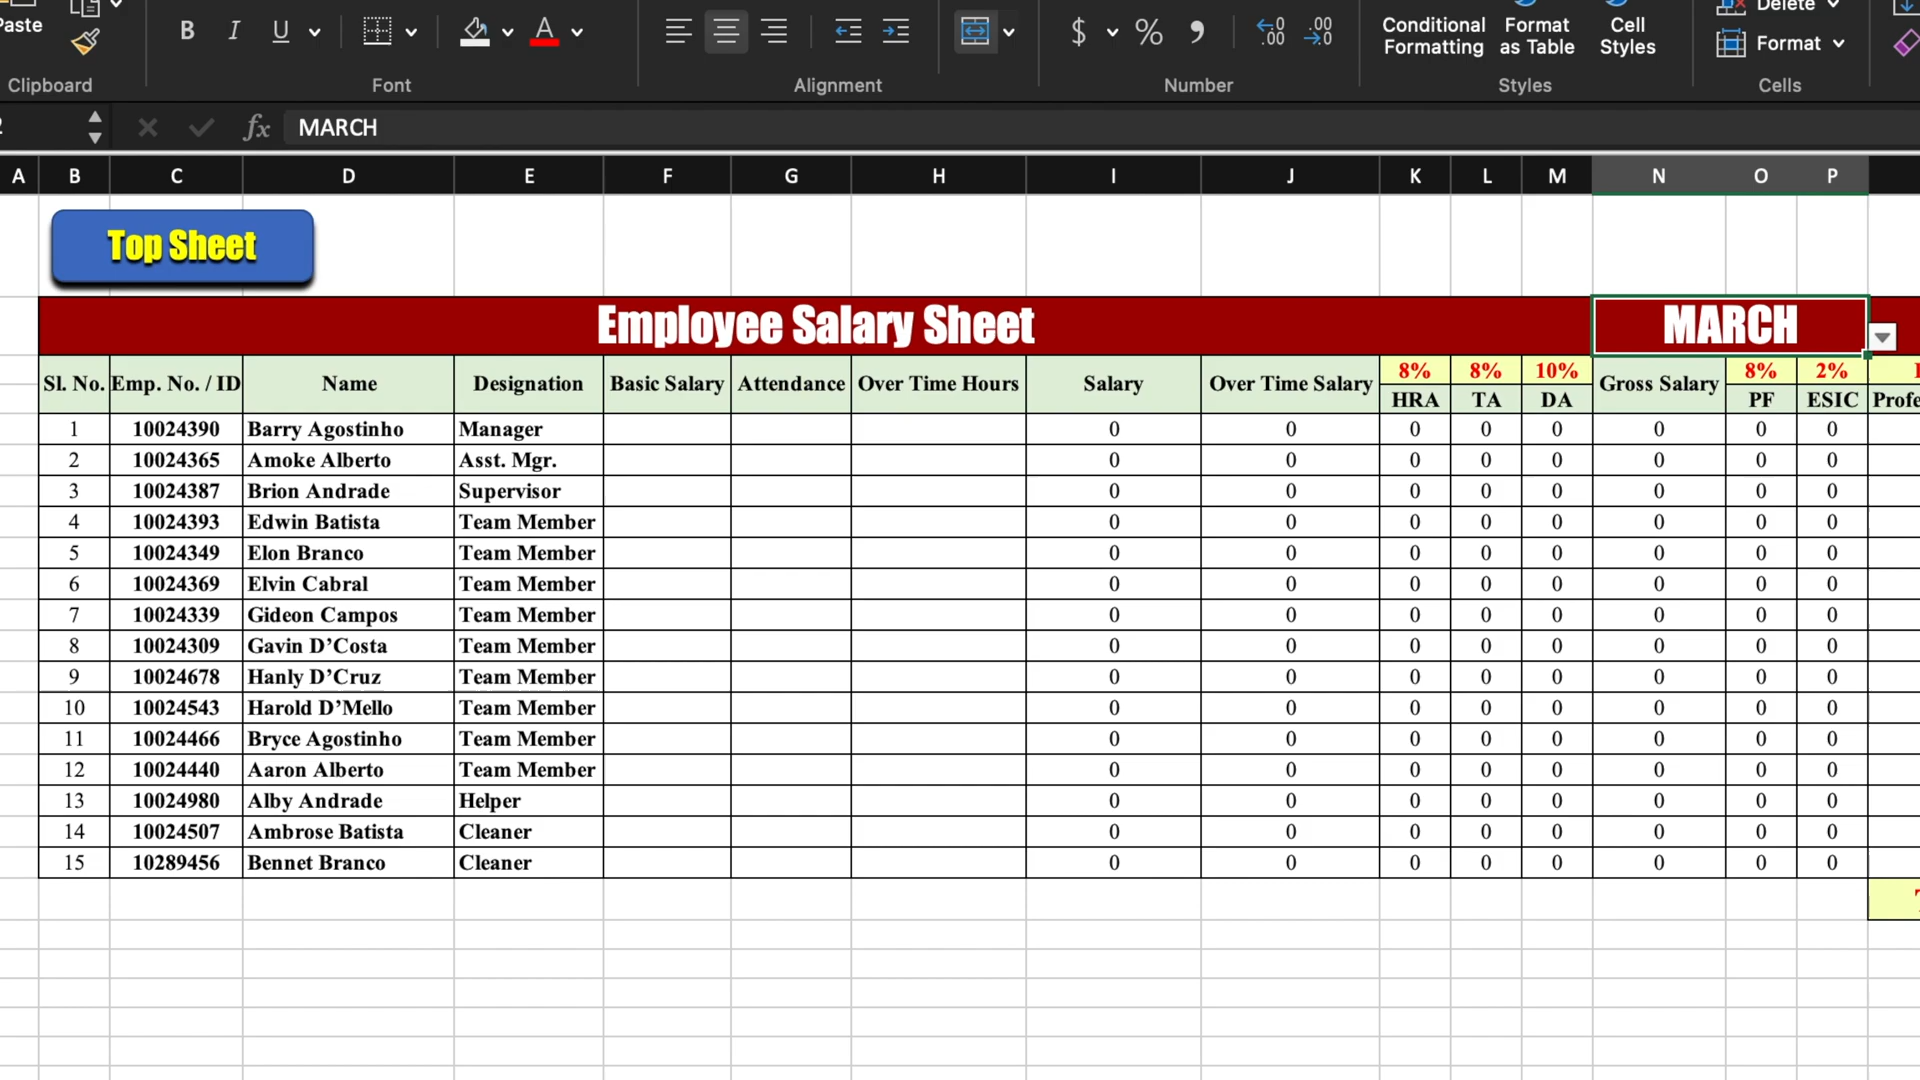 Paste
Clipboard
B I U
A
Font
Alignment
$ % ,
.0 .00
.00 .0
Number
Conditional Formatting
Format as Table
Cell Styles
Styles
Delete
Format
Cells
fx MARCH
A B C D E F G H I J K L M N O P
Top Sheet
Employee Salary Sheet MARCH
Sl. No. Emp. No. / ID Name Designation Basic Salary Attendance Over Time Hours Salary Over Time Salary 8% 8% 10% Gross Salary 8% 2%
HRA TA DA PF ESIC
1 10024390 Barry Agostinho Manager 0 0 0 0 0 0 0 0
2 10024365 Amoke Alberto Asst. Mgr. 0 0 0 0 0 0 0 0
3 10024387 Brion Andrade Supervisor 0 0 0 0 0 0 0 0
4 10024393 Edwin Batista Team Member 0 0 0 0 0 0 0 0
5 10024349 Elon Branco Team Member 0 0 0 0 0 0 0 0
6 10024369 Elvin Cabral Team Member 0 0 0 0 0 0 0 0
7 10024339 Gideon Campos Team Member 0 0 0 0 0 0 0 0
8 10024309 Gavin D’Costa Team Member 0 0 0 0 0 0 0 0
9 10024678 Hanly D’Cruz Team Member 0 0 0 0 0 0 0 0
10 10024543 Harold D’Mello Team Member 0 0 0 0 0 0 0 0
11 10024466 Bryce Agostinho Team Member 0 0 0 0 0 0 0 0
12 10024440 Aaron Alberto Team Member 0 0 0 0 0 0 0 0
13 10024980 Alby Andrade Helper 0 0 0 0 0 0 0 0
14 10024507 Ambrose Batista Cleaner 0 0 0 0 0 0 0 0
15 10289456 Bennet Branco Cleaner 0 0 0 0 0 0 0 0